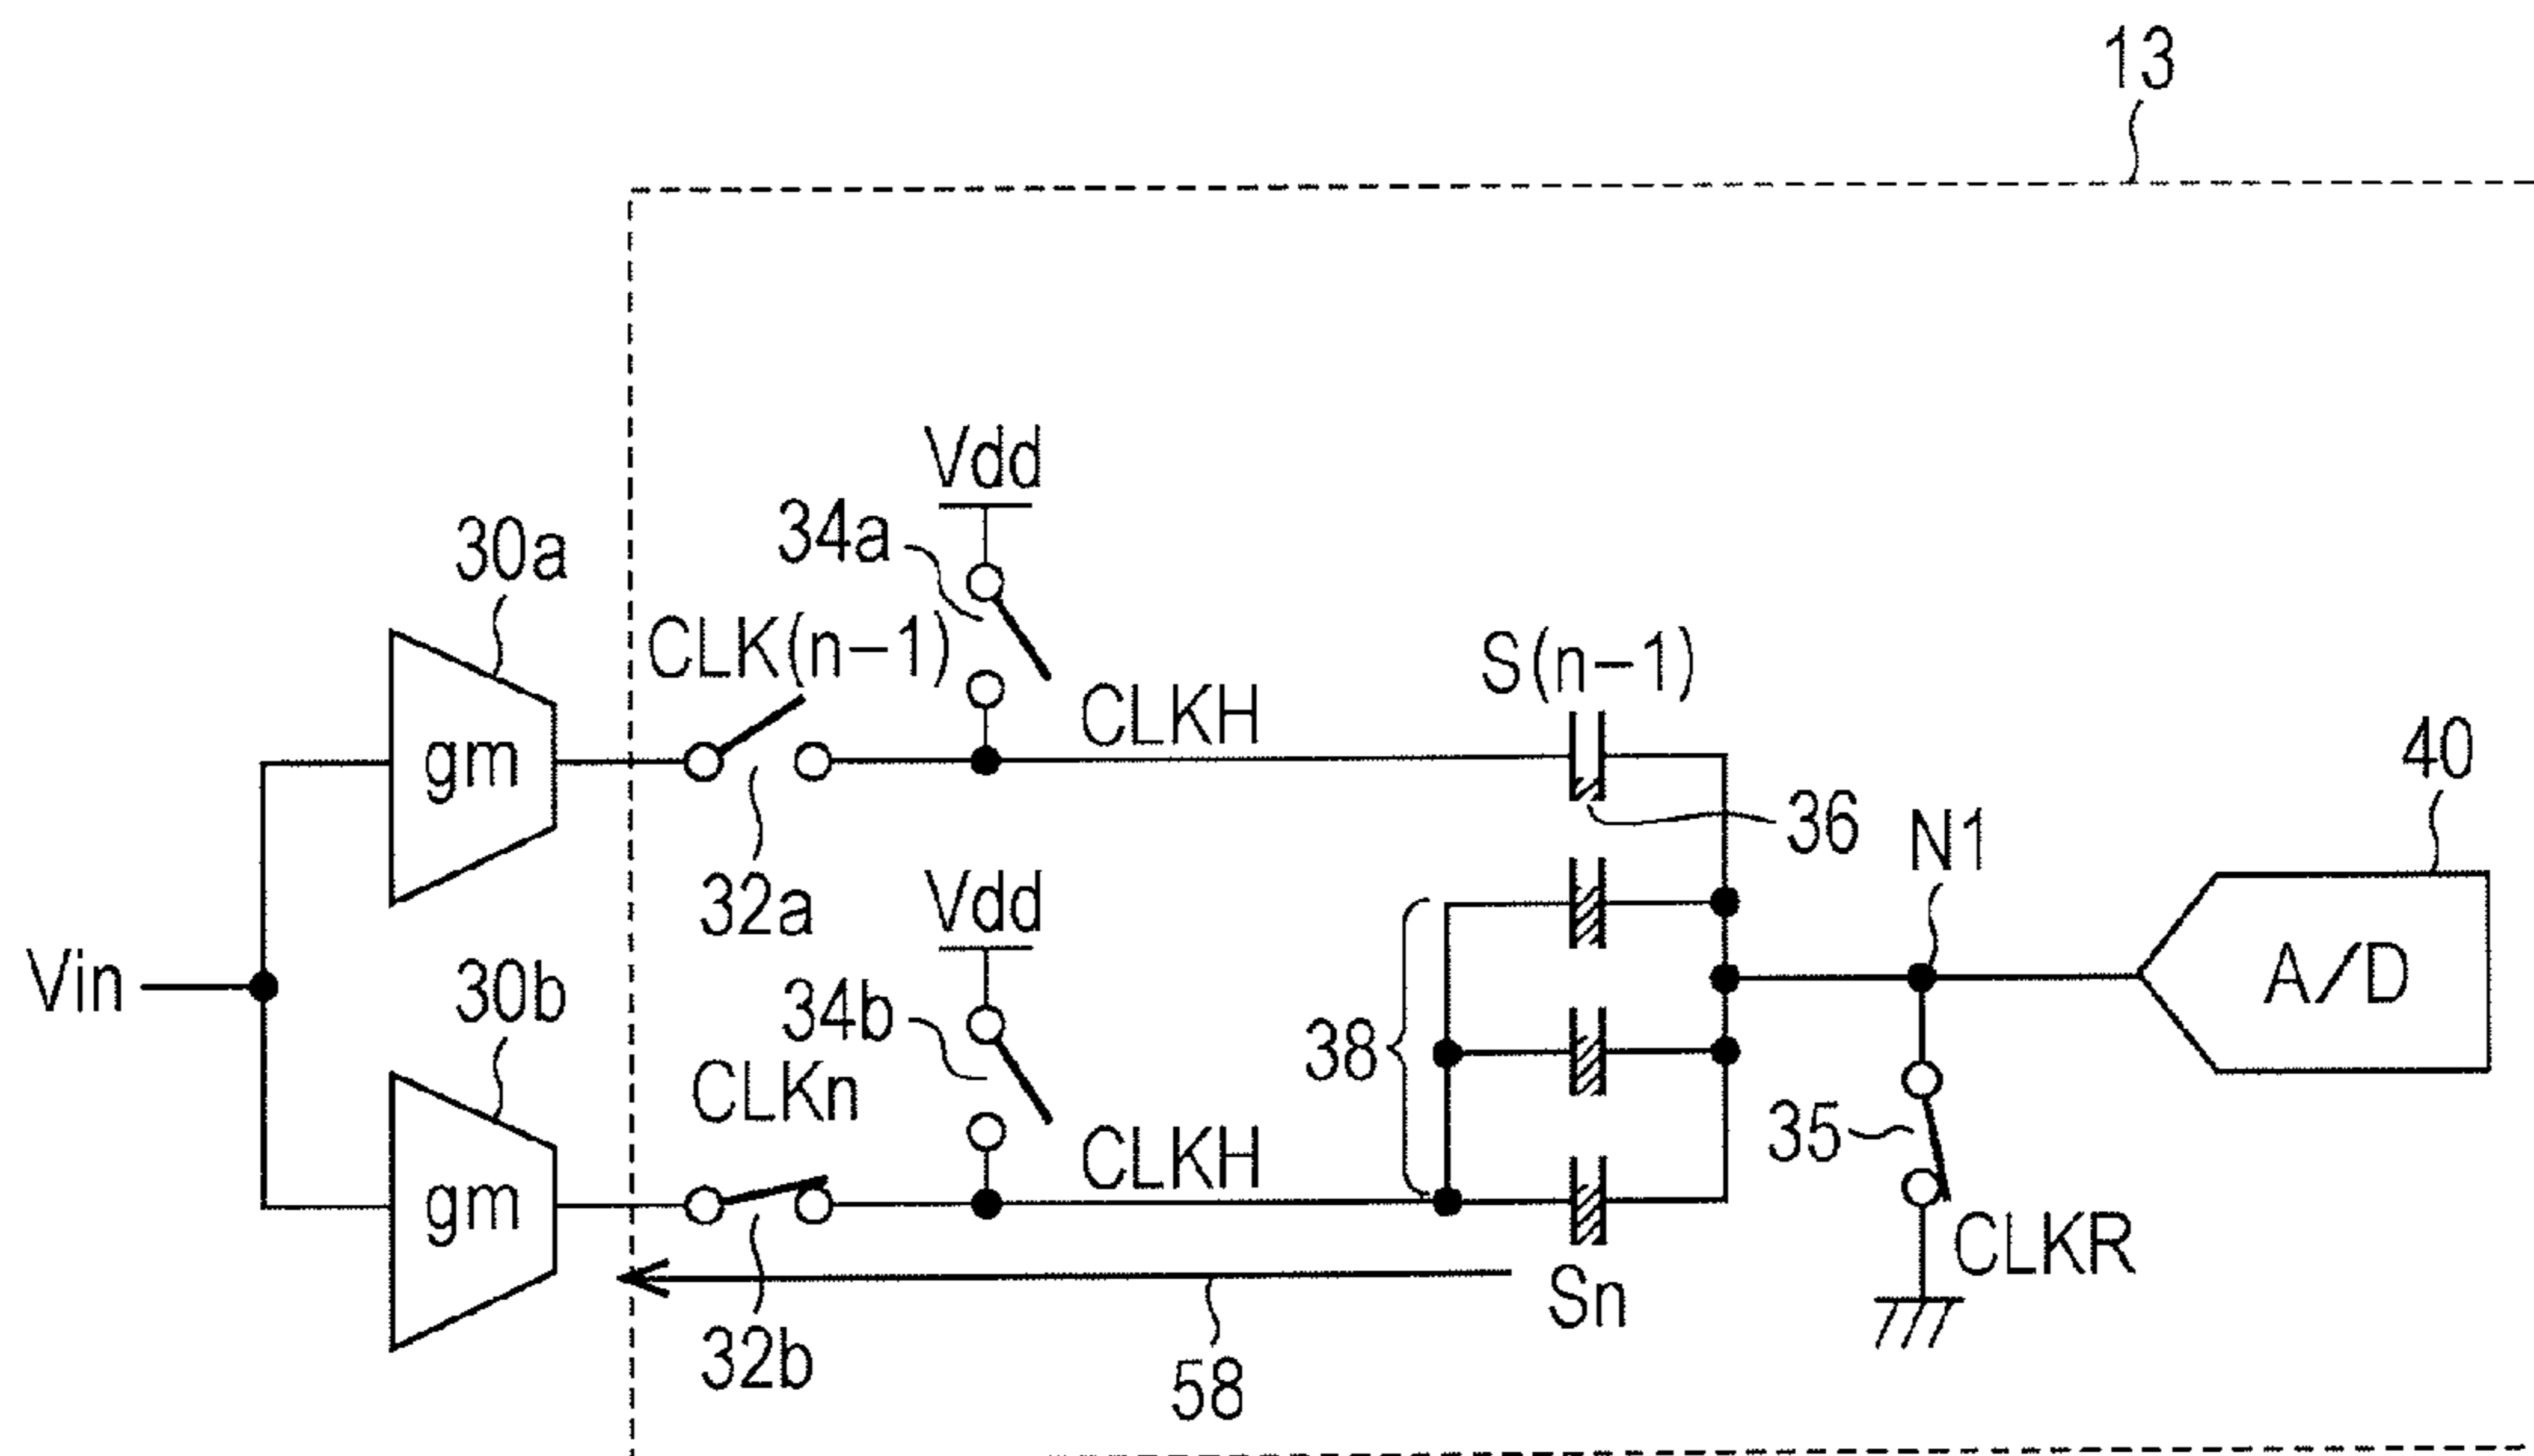 13
Vdd
34a
30a
CLK(n-1)
S(n-1)
CLKH
gm
40
36
N1
32a
Vdd
A/D
Vin
30b
34b
38
CLKn
35
CLKH
gm
CLKR
Sn
32b
58